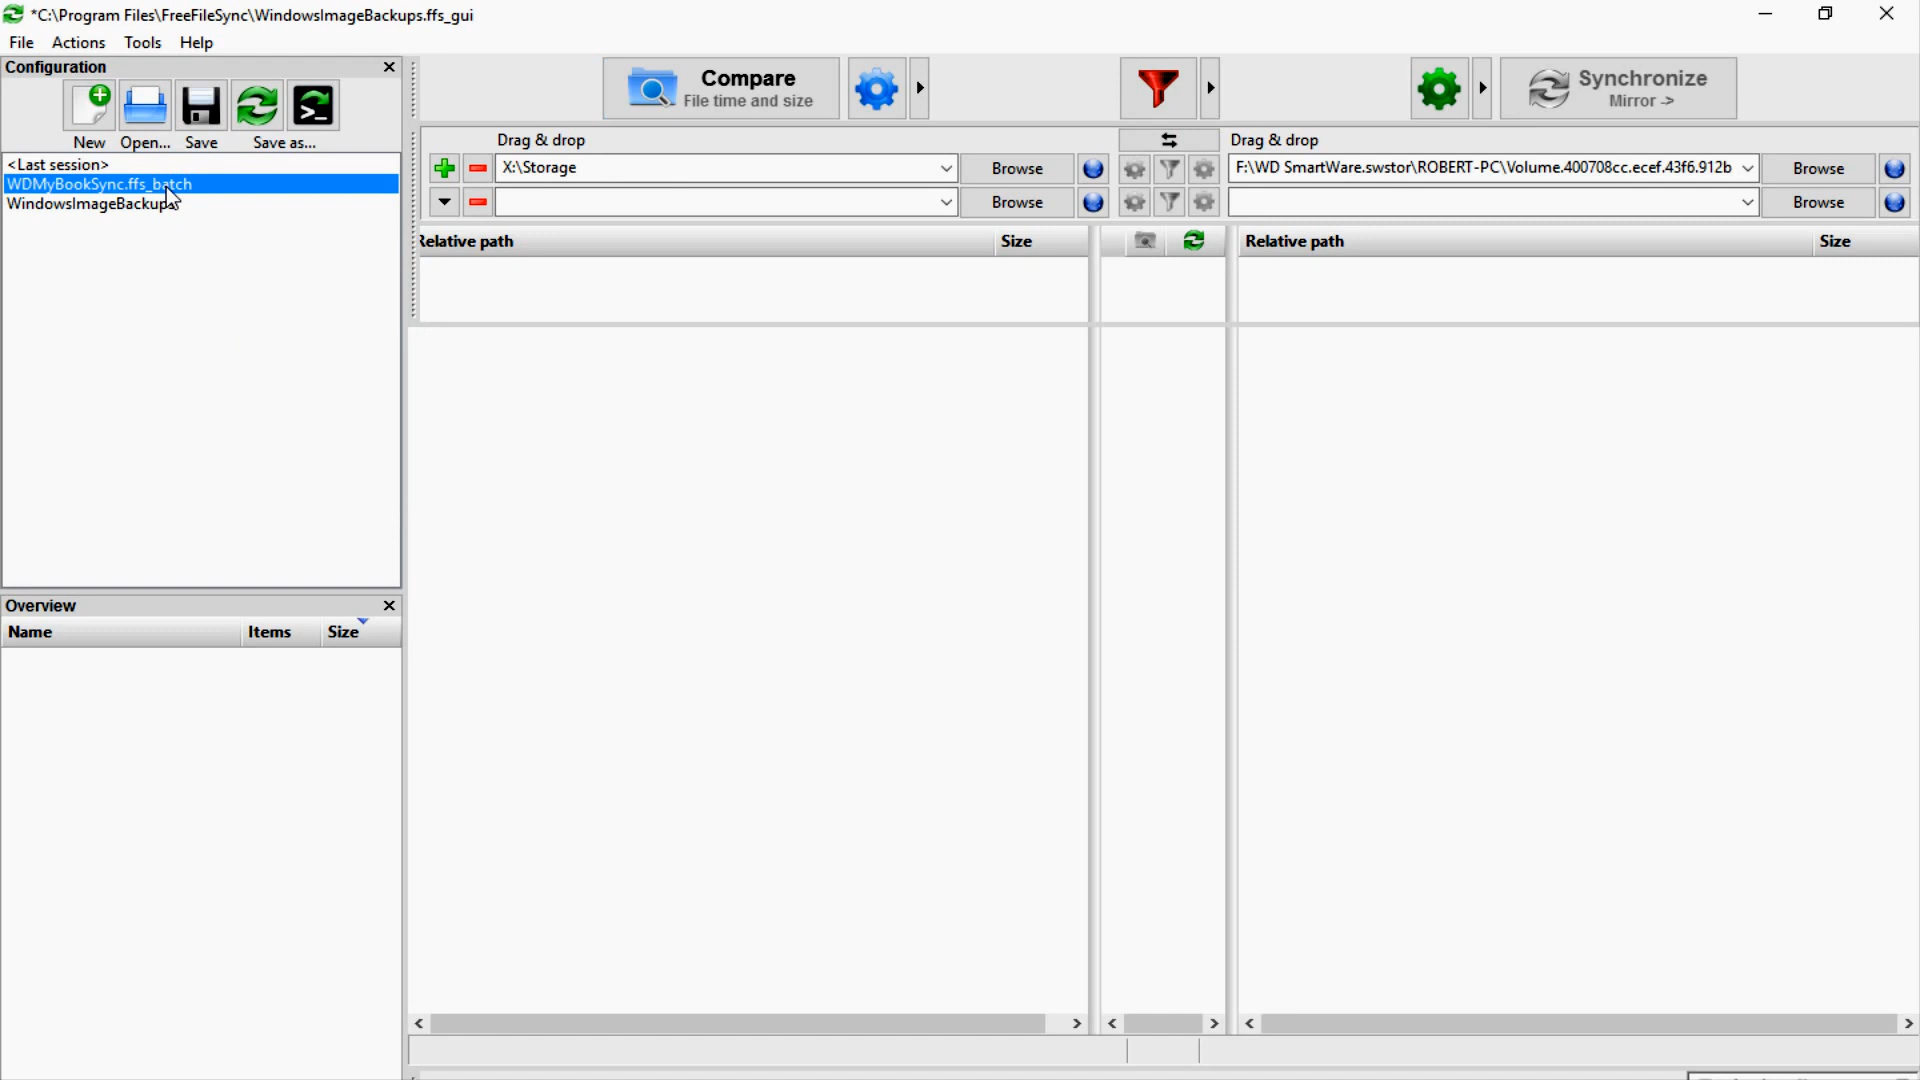 *C:\Program Files\FreeFileSync\WindowsImageBackups.ffs_gui
File Actions Tools Help
Configuration
New Open... Save Save as...
<Last session>
WDMyBookSync.ffs_batch
WindowsImageBackups
Compare
File time and size
Synchronize
Mirror ->
Drag & drop
Drag & drop
X:\Storage
Browse
F:\WD SmartWare.swstor\ROBERT-PC\Volume.400708cc.ecef.43f6.912b
Browse
Browse
Browse
Relative path Size
Relative path Size
Overview
Name Items Size